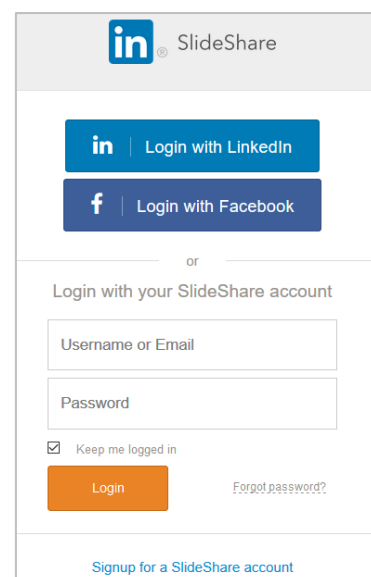 in ® SlideShare
in Login with LinkedIn
f Login with Facebook
or
Login with your SlideShare account
Username or Email
Password
Keep me logged in
Login Forgot password?
Signup for a SlideShare account